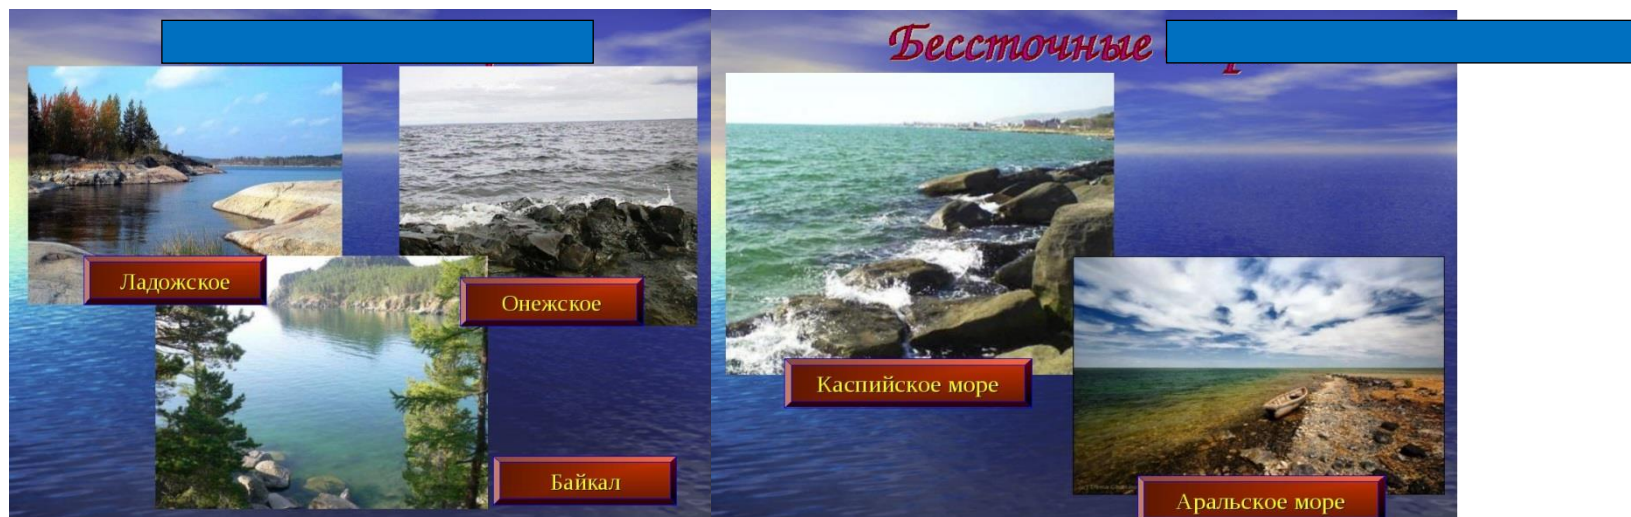 Бессточные
Ладожское
Онежское
Байкал
Каспийское море
Аральское море